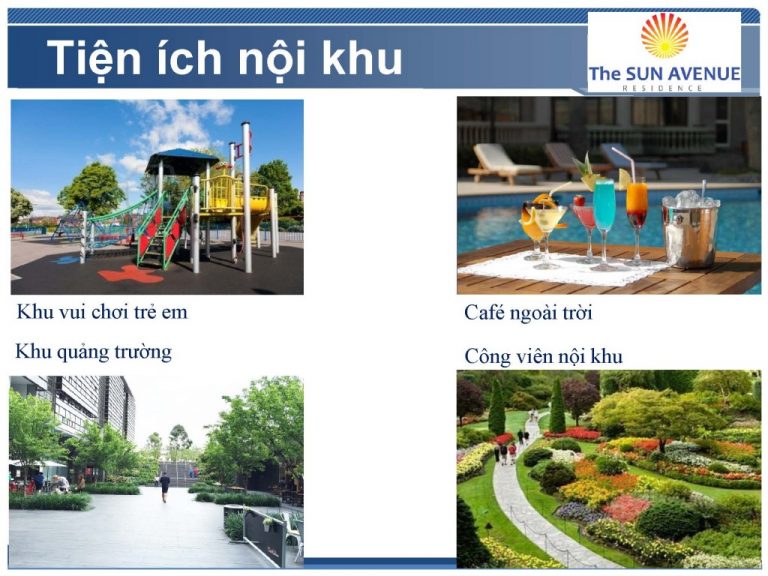 Tiện ích nội khu
The SUN AVENUE
RESIDENCE
Khu vui chơi trẻ em
Café ngoài trời
Khu quảng trường
Công viên nội khu